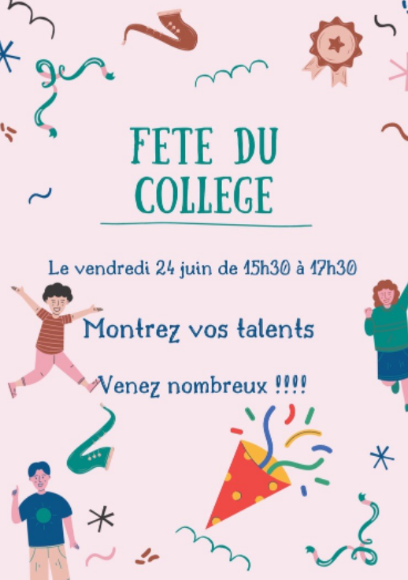 FETE DU
COLLEGE
Le vendredi 24 juin de 15h30 à 17h30
Montrez vos talents
Venez nombreux !!!!